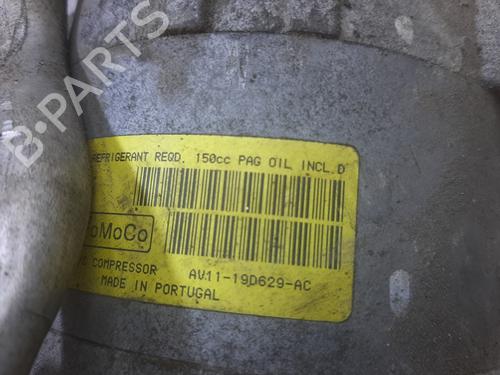 B-PARTS
REFRIGERANT REQD. 150cc PAG OIL INCL.D
oMoCo
COMPRESSOR AV11-19D629-AC
MADE IN PORTUGAL